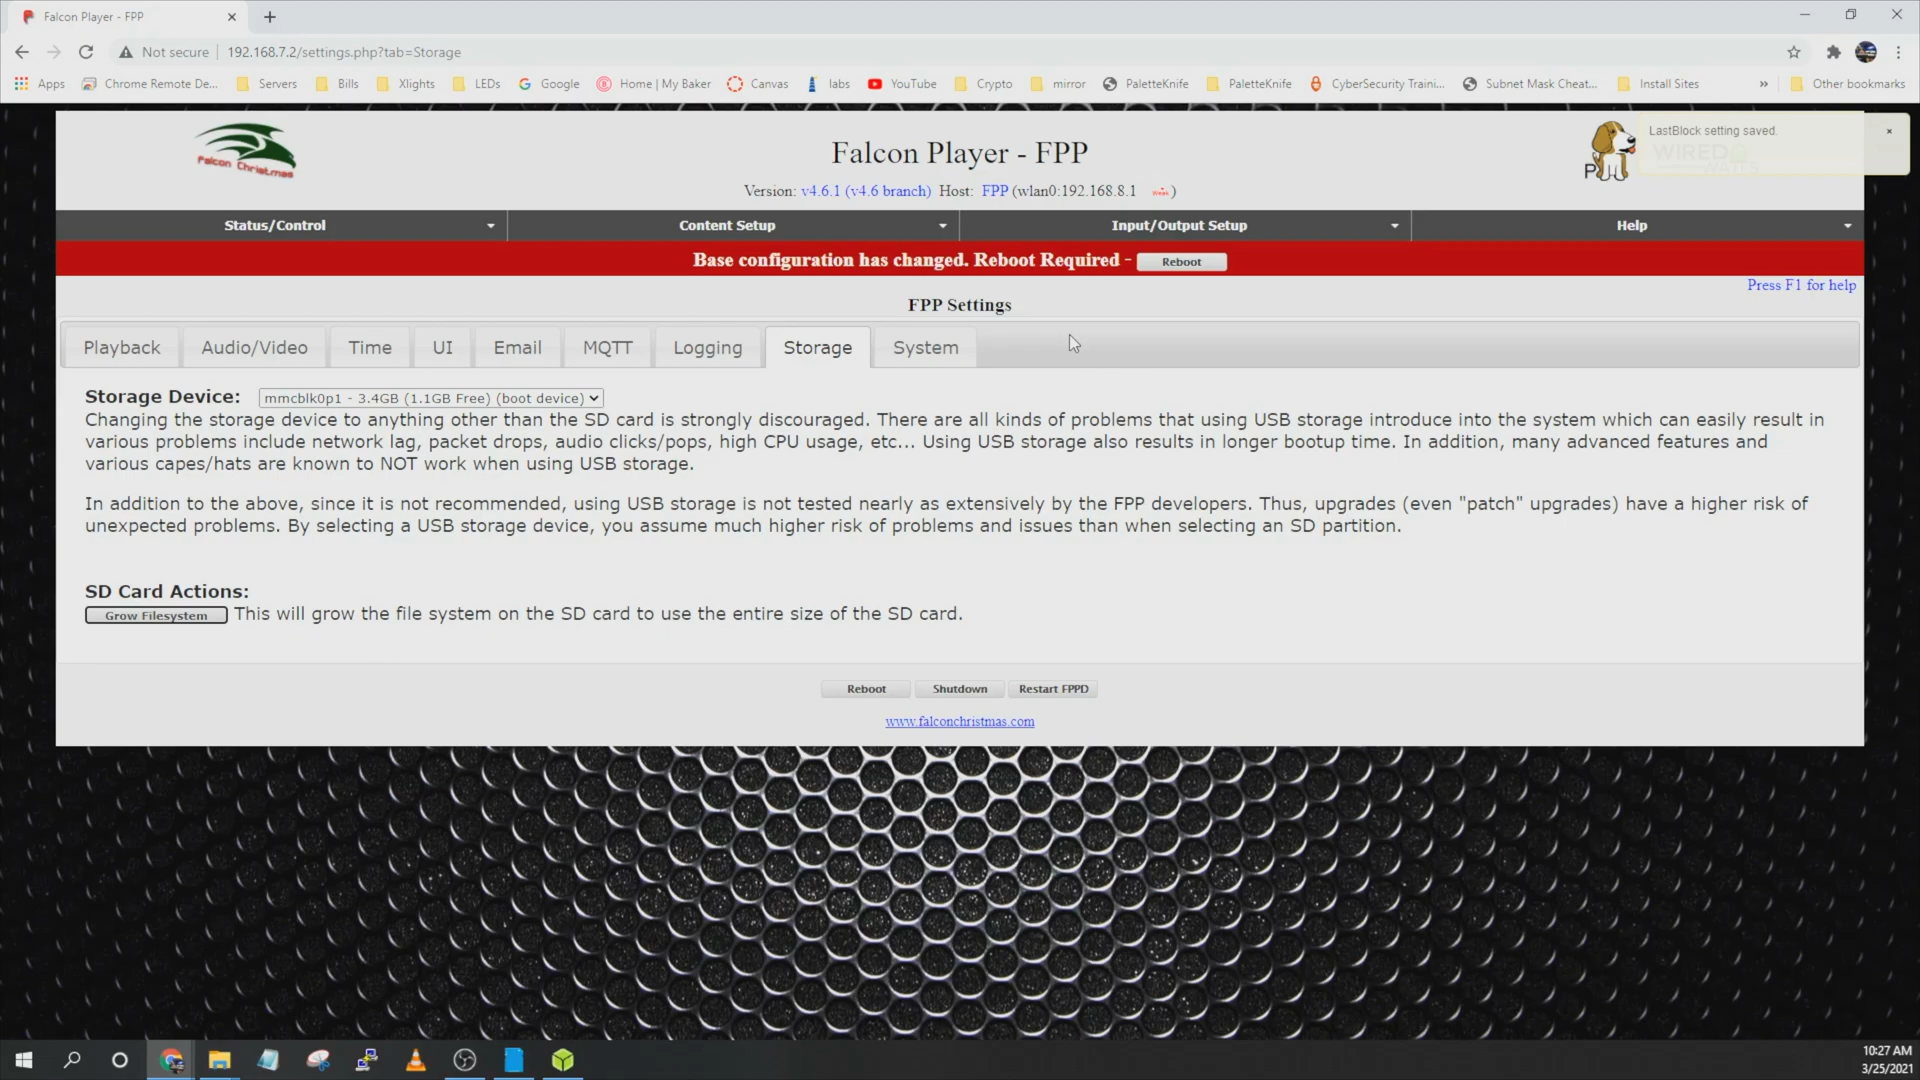 Falcon Player - FPP
Not secure
192.168.7.2/settings.php?tab=Storage
Apps
Chrome Remote De...
Servers
Bills
Xlights
LEDs
Google
Home | My Baker
Canvas
labs
YouTube
Crypto
mirror
PaletteKnife
PaletteKnife
CyberSecurity Traini...
Subnet Mask Cheat...
Install Sites
»
Other bookmarks
Falcon Christmas
Falcon Player - FPP
LastBlock setting saved.
WIRED
Version: v4.6.1 (v4.6 branch) Host: FPP (wlan0:192.168.8.1 Weak)
Status/Control
Content Setup
Input/Output Setup
Help
Base configuration has changed. Reboot Required - Reboot
Press F1 for help
FPP Settings
Playback
Audio/Video
Time
UI
Email
MQTT
Logging
Storage
System
Storage Device: mmcblk0p1 - 3.4GB (1.1GB Free) (boot device)
Changing the storage device to anything other than the SD card is strongly discouraged. There are all kinds of problems that using USB storage introduce into the system which can easily result in
various problems include network lag, packet drops, audio clicks/pops, high CPU usage, etc... Using USB storage also results in longer bootup time. In addition, many advanced features and
various capes/hats are known to NOT work when using USB storage.
In addition to the above, since it is not recommended, using USB storage is not tested nearly as extensively by the FPP developers. Thus, upgrades (even "patch" upgrades) have a higher risk of
unexpected problems. By selecting a USB storage device, you assume much higher risk of problems and issues than when selecting an SD partition.
SD Card Actions:
Grow Filesystem This will grow the file system on the SD card to use the entire size of the SD card.
Reboot
Shutdown
Restart FPPD
www.falconchristmas.com
10:27 AM
3/25/2021